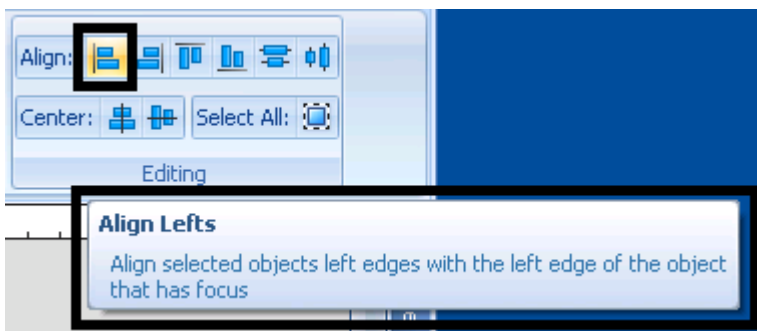 Align:
Center: Select All:
Editing
Align Lefts
Align selected objects left edges with the left edge of the object
that has focus